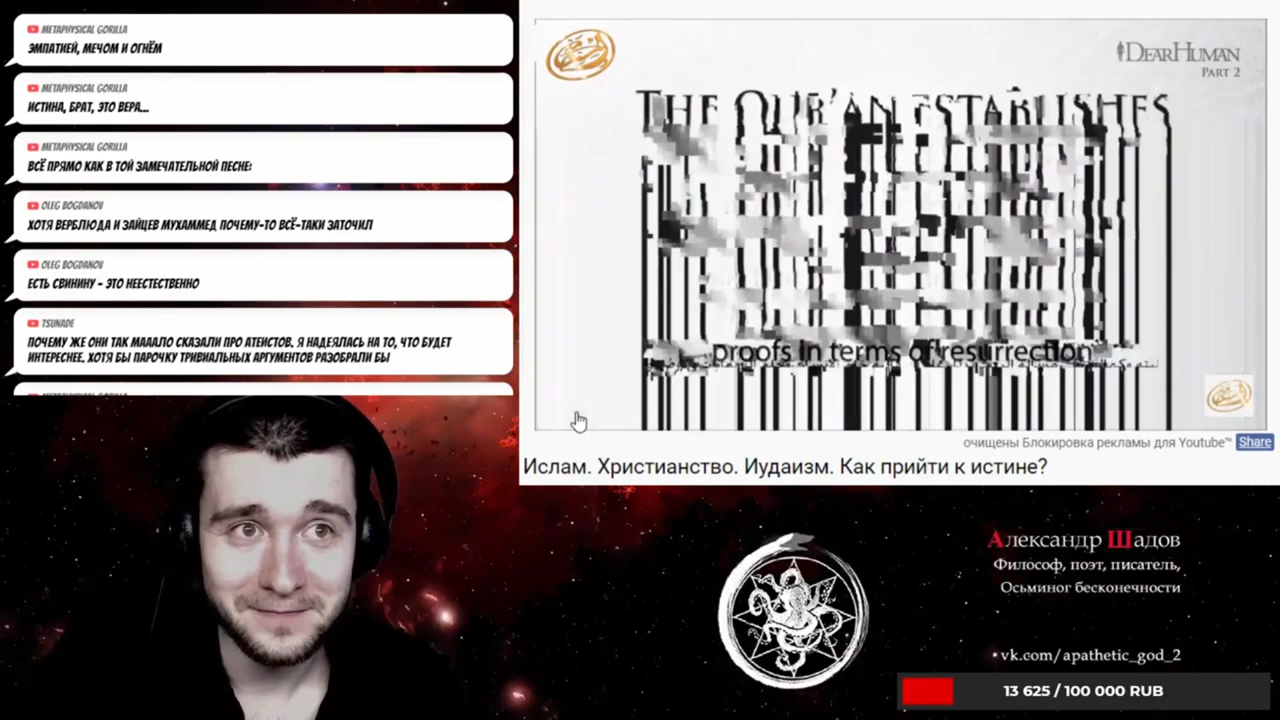 METAPHYSICAL GORILLA
ЭМПАТИЕЙ, МЕЧОМ И ОГНЁМ
METAPHYSICAL GORILLA
ИСТИНА, БРАТ, ЭТО ВЕРА...
METAPHYSICAL GORILLA
ВСЁ ПРЯМО КАК В ТОЙ ЗАМЕЧАТЕЛЬНОЙ ПЕСНЕ:
OLEG BOGDANOV
ХОТЯ ВЕРБЛЮДА И ЗАЙЦЕВ МУХАММЕД ПОЧЕМУ-ТО ВСЁ-ТАКИ ЗАТОЧИЛ
OLEG BOGDANOV
ЕСТЬ СВИНИНУ - ЭТО НЕЕСТЕСТВЕННО
TSUNADE
ПОЧЕМУ ЖЕ ОНИ ТАК МАААЛО СКАЗАЛИ ПРО АТЕИСТОВ. Я НАДЕЯЛАСЬ НА ТО, ЧТО БУДЕТ
ИНТЕРЕСНЕЕ. ХОТЯ БЫ ПАРОЧКУ ТРИВИАЛЬНЫХ АРГУМЕНТОВ РАЗОБРАЛИ БЫ
DEARHUMAN
PART 2
THE QUR'AN ESTABLISHES
proofs in terms of resurrection
очищены Блокировка рекламы для Youtube™ Share
Ислам. Христианство. Иудаизм. Как прийти к истине?
Александр Шадов
Философ, поэт, писатель,
Осьминог бесконечности
•vk.com/apathetic_god_2
13 625 / 100 000 RUB